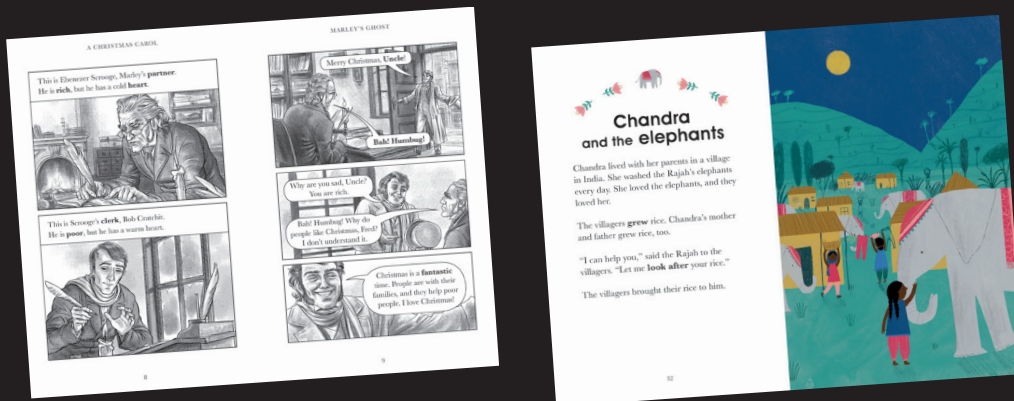 A CHRISTMAS CAROL
This is Ebenezer Scrooge, Marley's partner.
He is rich, but he has a cold heart.
This is Scrooge's clerk, Bob Cratchit.
He is poor, but he has a warm heart.
8
MARLEY'S GHOST
Merry Christmas, Uncle!
Bah! Humbug!
Why are you sad, Uncle?
You are rich.
Bah! Humbug! Why do
people like Christmas, Fred?
I don't understand it.
Christmas is a fantastic
time. People are with their
families, and they help poor
people. I love Christmas!
9
Chandra
and the elephants
Chandra lived with her parents in a village
in India. She washed the Rajah's elephants
every day. She loved the elephants, and they
loved her.
The villagers grew rice. Chandra's mother
and father grew rice, too.
"I can help you," said the Rajah to the
villagers. "Let me look after your rice."
The villagers brought their rice to him.
32